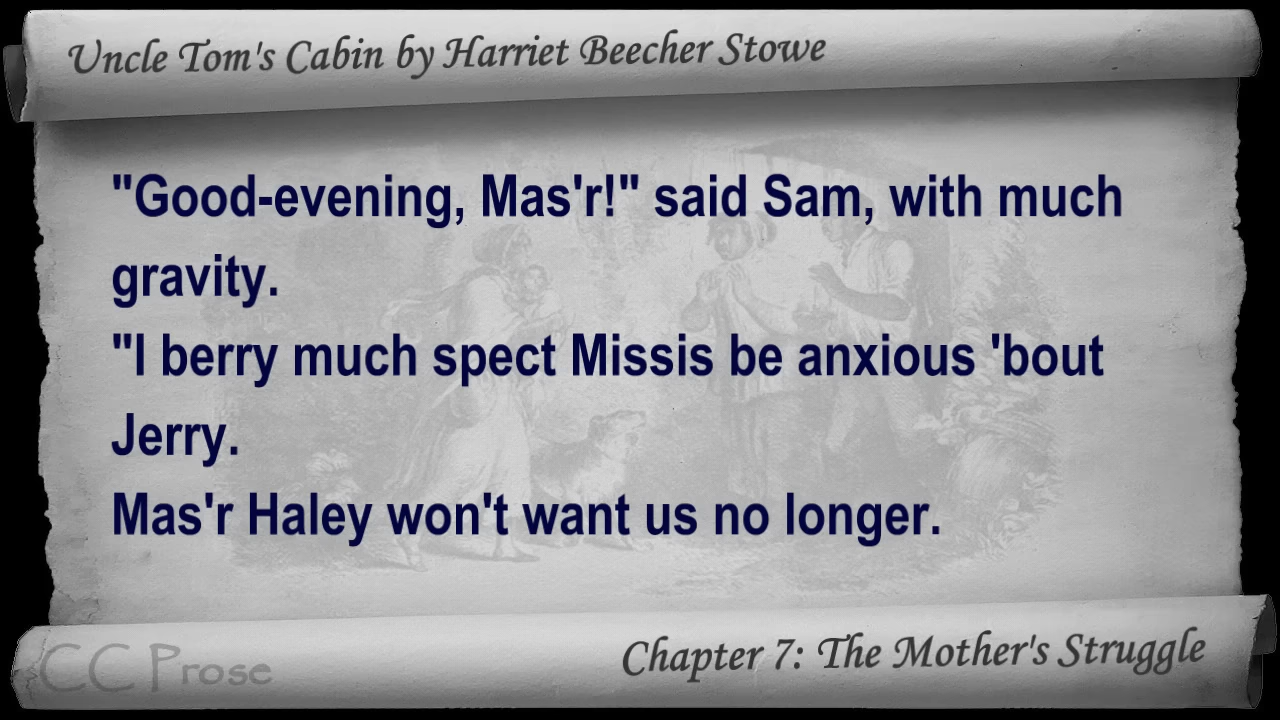 Uncle Tom's Cabin by Harriet Beecher Stowe
"Good-evening, Mas'r!" said Sam, with much
gravity.
"I berry much spect Missis be anxious 'bout
Jerry.
Mas'r Haley won't want us no longer.
CC Prose
Chapter 7: The Mother's Struggle